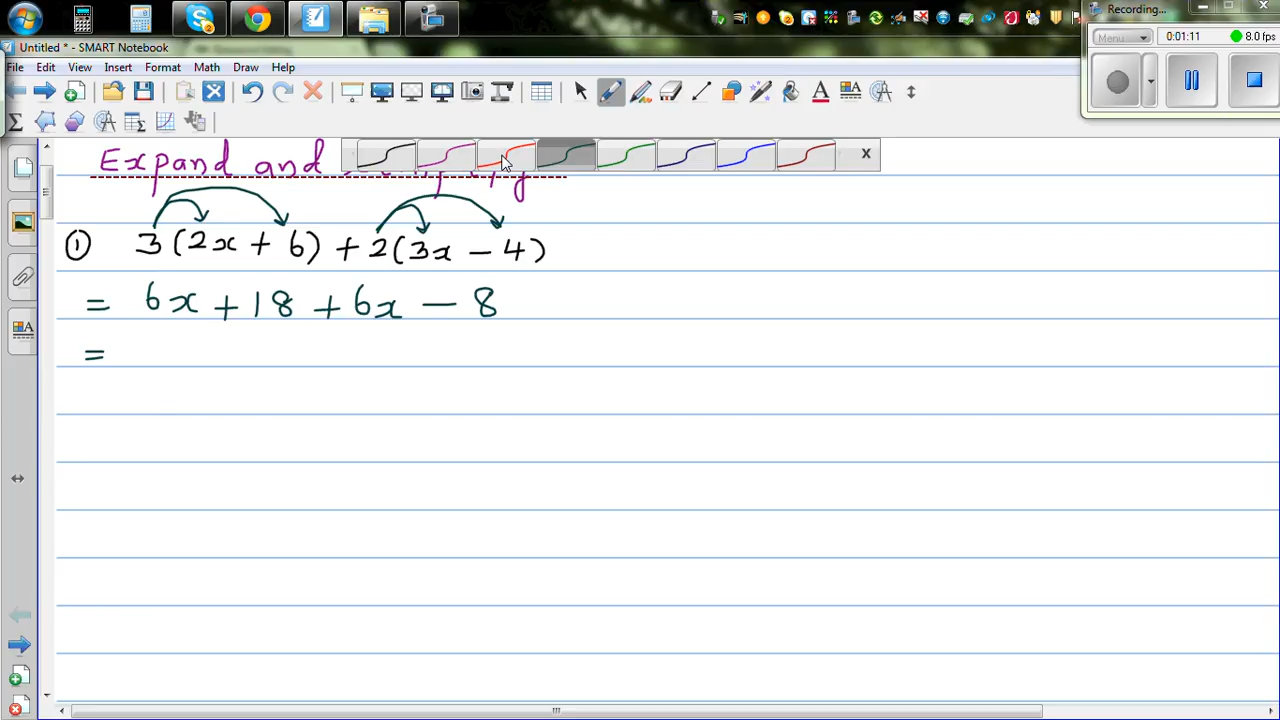 Recording...
Menu
0:01:11
8.0 fps
Untitled * - SMART Notebook
File Edit View Insert Format Math Draw Help
Expand and
① 3(2x + 6) + 2(3x − 4)
= 6x + 18 + 6x − 8
=